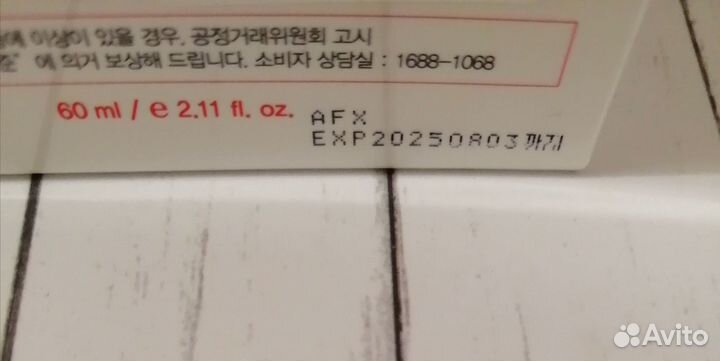 에 이상이 있을 경우, 공정거래위원회 고시
준” 에 의거 보상해 드립니다. 소비자 상담실 : 1688-1068
60 ml / e 2.11 fl. oz.
AFX
EXP20250803까지
Avito